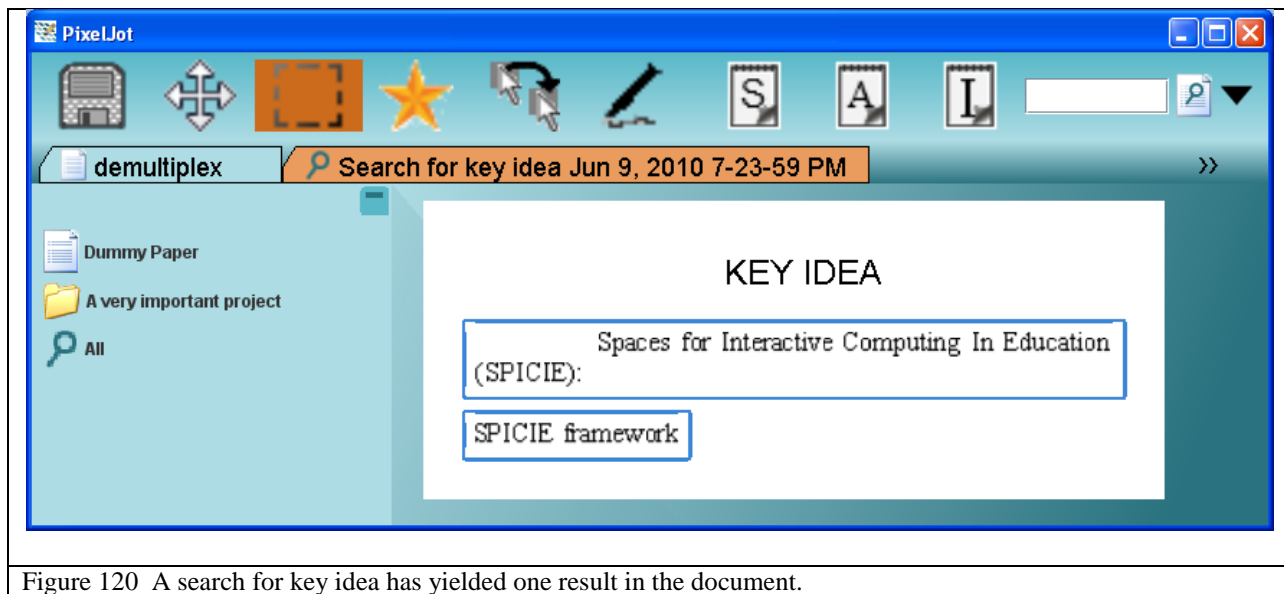 PixelJot
S
A
I
demultiplex
Search for key idea Jun 9, 2010 7-23-59 PM
»
Dummy Paper
A very important project
All
KEY IDEA
Spaces for Interactive Computing In Education
(SPICIE):
SPICIE framework
Figure 120 A search for key idea has yielded one result in the document.